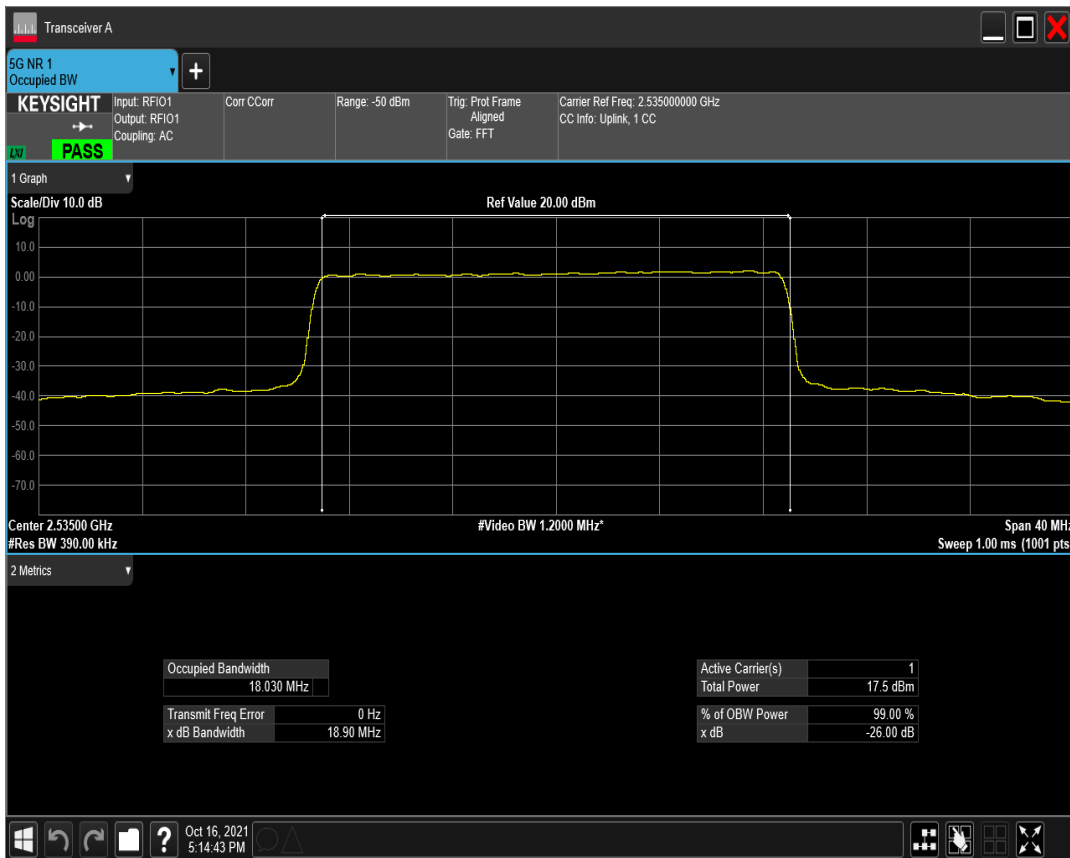 Transceiver A
5G NR 1
Occupied BW
KEYSIGHT
LXI
PASS
Input: RFIO1
Output: RFIO1
Coupling: AC
Corr CCorr
Range: -50 dBm
Trig: Prot Frame
Aligned
Gate: FFT
Carrier Ref Freq: 2.535000000 GHz
CC Info: Uplink, 1 CC
1 Graph
Scale/Div 10.0 dB
Ref Value 20.00 dBm
Log
10.0
0.00
-10.0
-20.0
-30.0
-40.0
-50.0
-60.0
-70.0
Center 2.53500 GHz
#Video BW 1.2000 MHz*
Span 40 MHz
#Res BW 390.00 kHz
Sweep 1.00 ms (1001 pts
2 Metrics
Occupied Bandwidth
18.030 MHz
Transmit Freq Error 0 Hz
x dB Bandwidth 18.90 MHz
Active Carrier(s) 1
Total Power 17.5 dBm
% of OBW Power 99.00 %
x dB -26.00 dB
?
Oct 16, 2021
5:14:43 PM